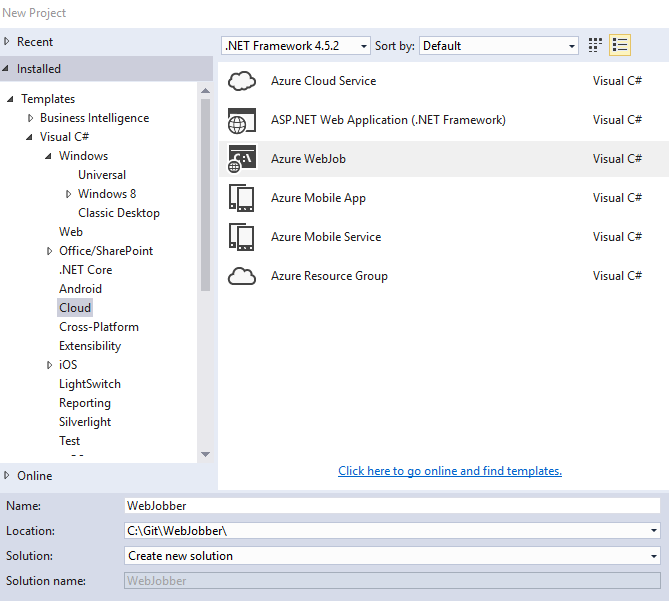 New Project
Recent
.NET Framework 4.5.2 Sort by: Default
Installed
Templates
Business Intelligence
Visual C#
Windows
Universal
Windows 8
Classic Desktop
Web
Office/SharePoint
.NET Core
Android
Cloud
Cross-Platform
Extensibility
iOS
LightSwitch
Reporting
Silverlight
Test
Online
Azure Cloud Service Visual C#
ASP.NET Web Application (.NET Framework) Visual C#
C:\
Azure WebJob Visual C#
Azure Mobile App Visual C#
Azure Mobile Service Visual C#
Azure Resource Group Visual C#
Click here to go online and find templates.
Name: WebJobber
Location: C:\Git\WebJobber\
Solution: Create new solution
Solution name: WebJobber